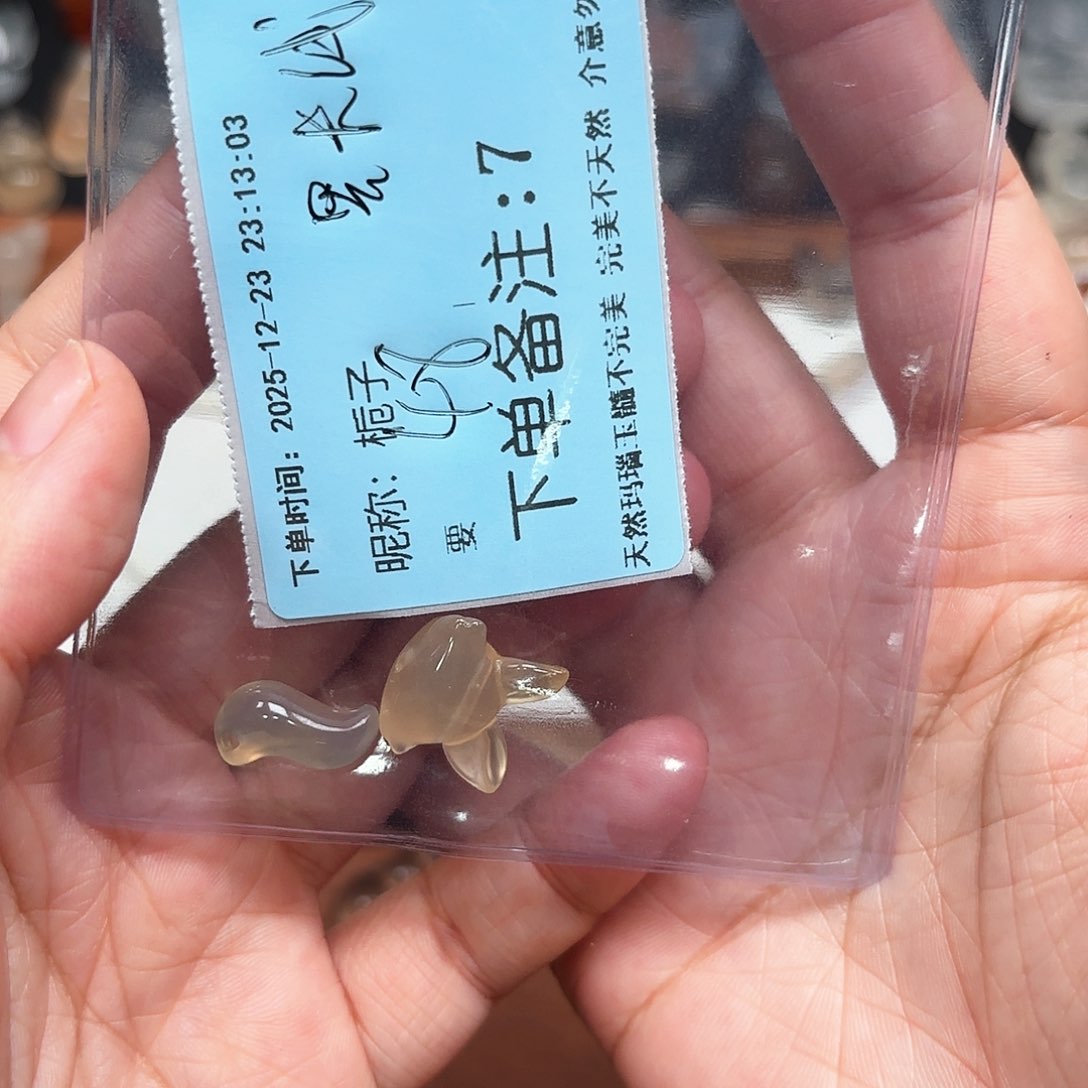 下单时间: 2025-12-23 23:13:03
昵称: 栀子
要
下单备注:7
天然玛瑙玉髓不完美 完美不天然 介意勿